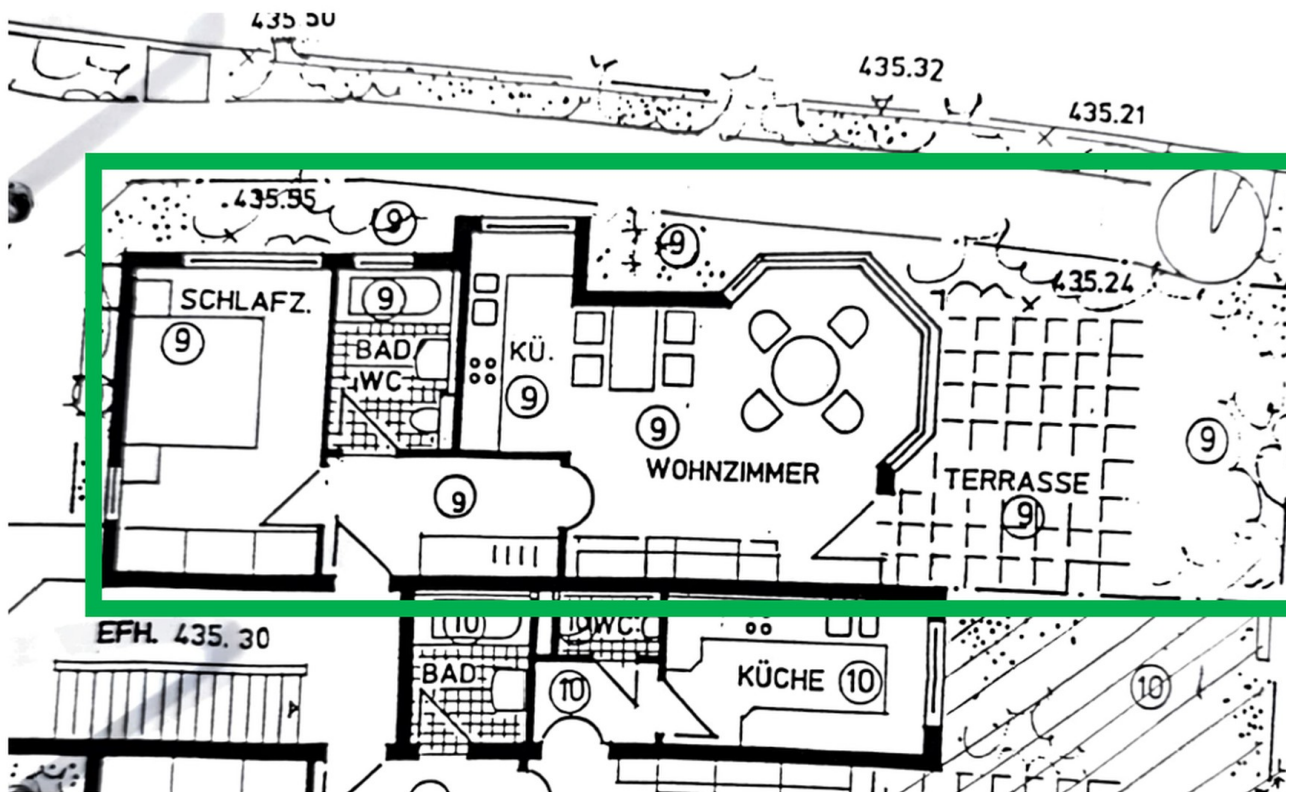 435.50
435.32
435.21
435.55
9
9
435.24
SCHLAFZ.
9
9
BAD
WC
KÜ.
9
9
WOHNZIMMER
9
TERRASSE
9
9
EFH. 435.30
10
10
WC
BAD
10
KÜCHE 10
10